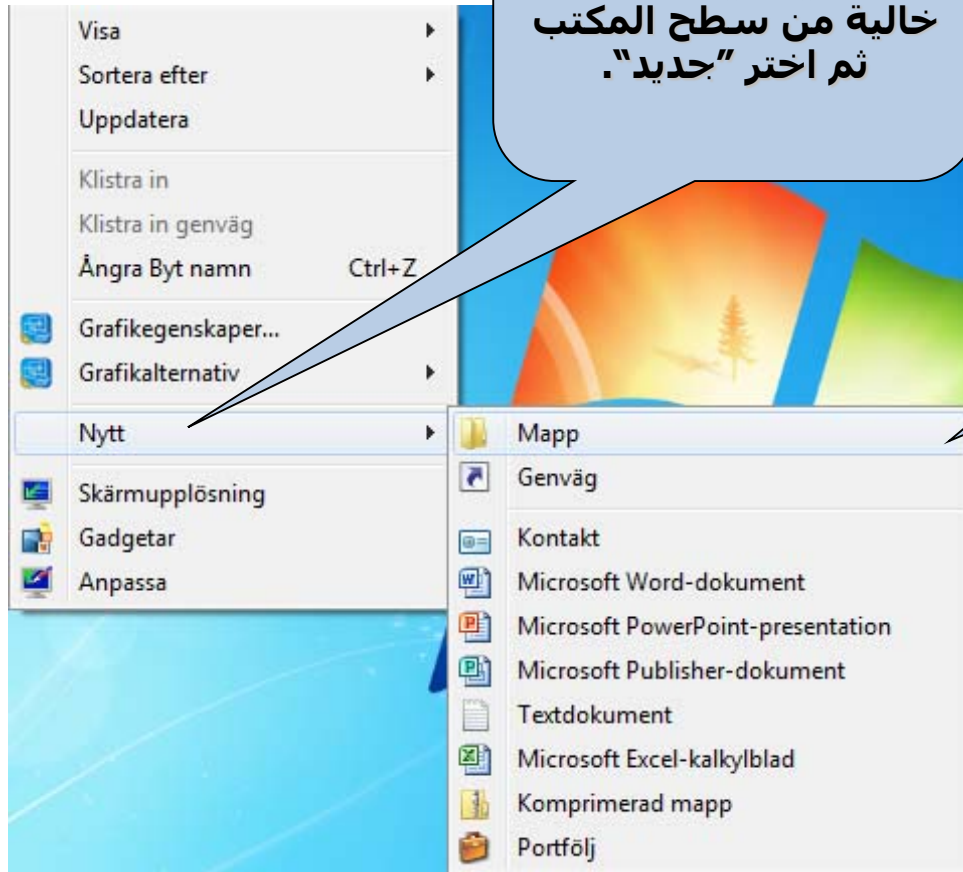 خالية من سطح المكتب
ثم اختر "جديد".
Visa
Sortera efter
Uppdatera
Klistra in
Klistra in genväg
Ångra Byt namn Ctrl+Z
Grafikegenskaper...
Grafikalternativ
Nytt
Skärmupplösning
Gadgetar
Anpassa
Mapp
Genväg
Kontakt
Microsoft Word-dokument
Microsoft PowerPoint-presentation
Microsoft Publisher-dokument
Textdokument
Microsoft Excel-kalkylblad
Komprimerad mapp
Portfölj